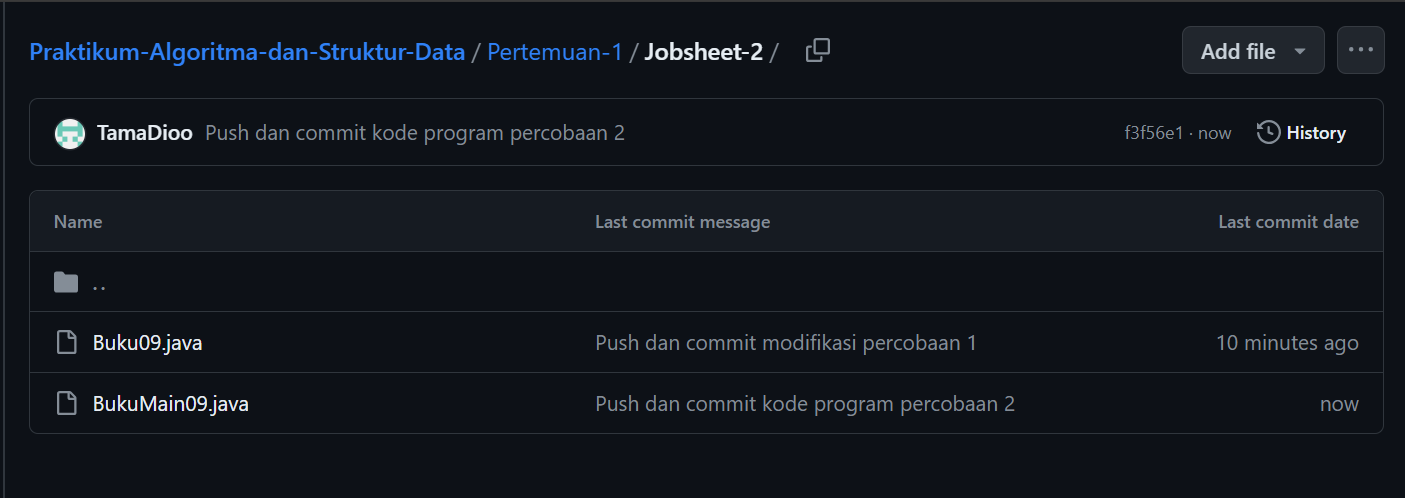 Praktikum-Algoritma-dan-Struktur-Data / Pertemuan-1 / Jobsheet-2 /
Add file
TamaDioo Push dan commit kode program percobaan 2
f3f56e1 · now
History
Name Last commit message Last commit date
..
Buku09.java Push dan commit modifikasi percobaan 1 10 minutes ago
BukuMain09.java Push dan commit kode program percobaan 2 now